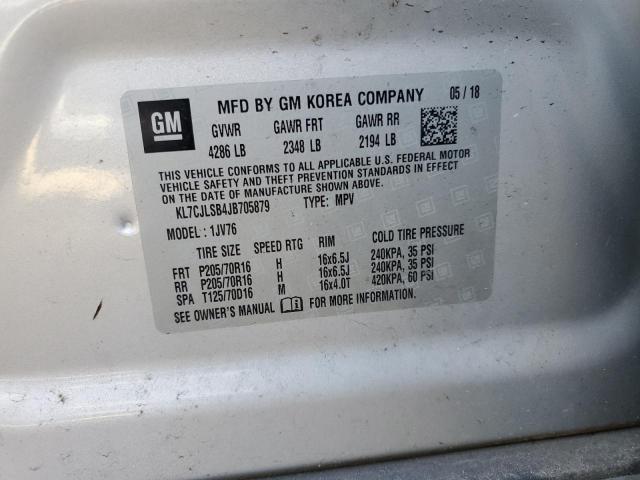 GM
MFD BY GM KOREA COMPANY 05 / 18
GVWR GAWR FRT GAWR RR
4286 LB 2348 LB 2194 LB
THIS VEHICLE CONFORMS TO ALL APPLICABLE U.S. FEDERAL MOTOR
VEHICLE SAFETY AND THEFT PREVENTION STANDARDS IN EFFECT
ON THE DATE OF MANUFACTURE SHOWN ABOVE.
KL7CJLSB4JB705879 TYPE: MPV
MODEL : 1JV76
TIRE SIZE SPEED RTG RIM COLD TIRE PRESSURE
FRT P205/70R16 H 16x6.5J 240KPA, 35 PSI
RR P205/70R16 H 16x6.5J 240KPA, 35 PSI
SPA T125/70D16 M 16x4.0T 420KPA, 60 PSI
SEE OWNER'S MANUAL FOR MORE INFORMATION.